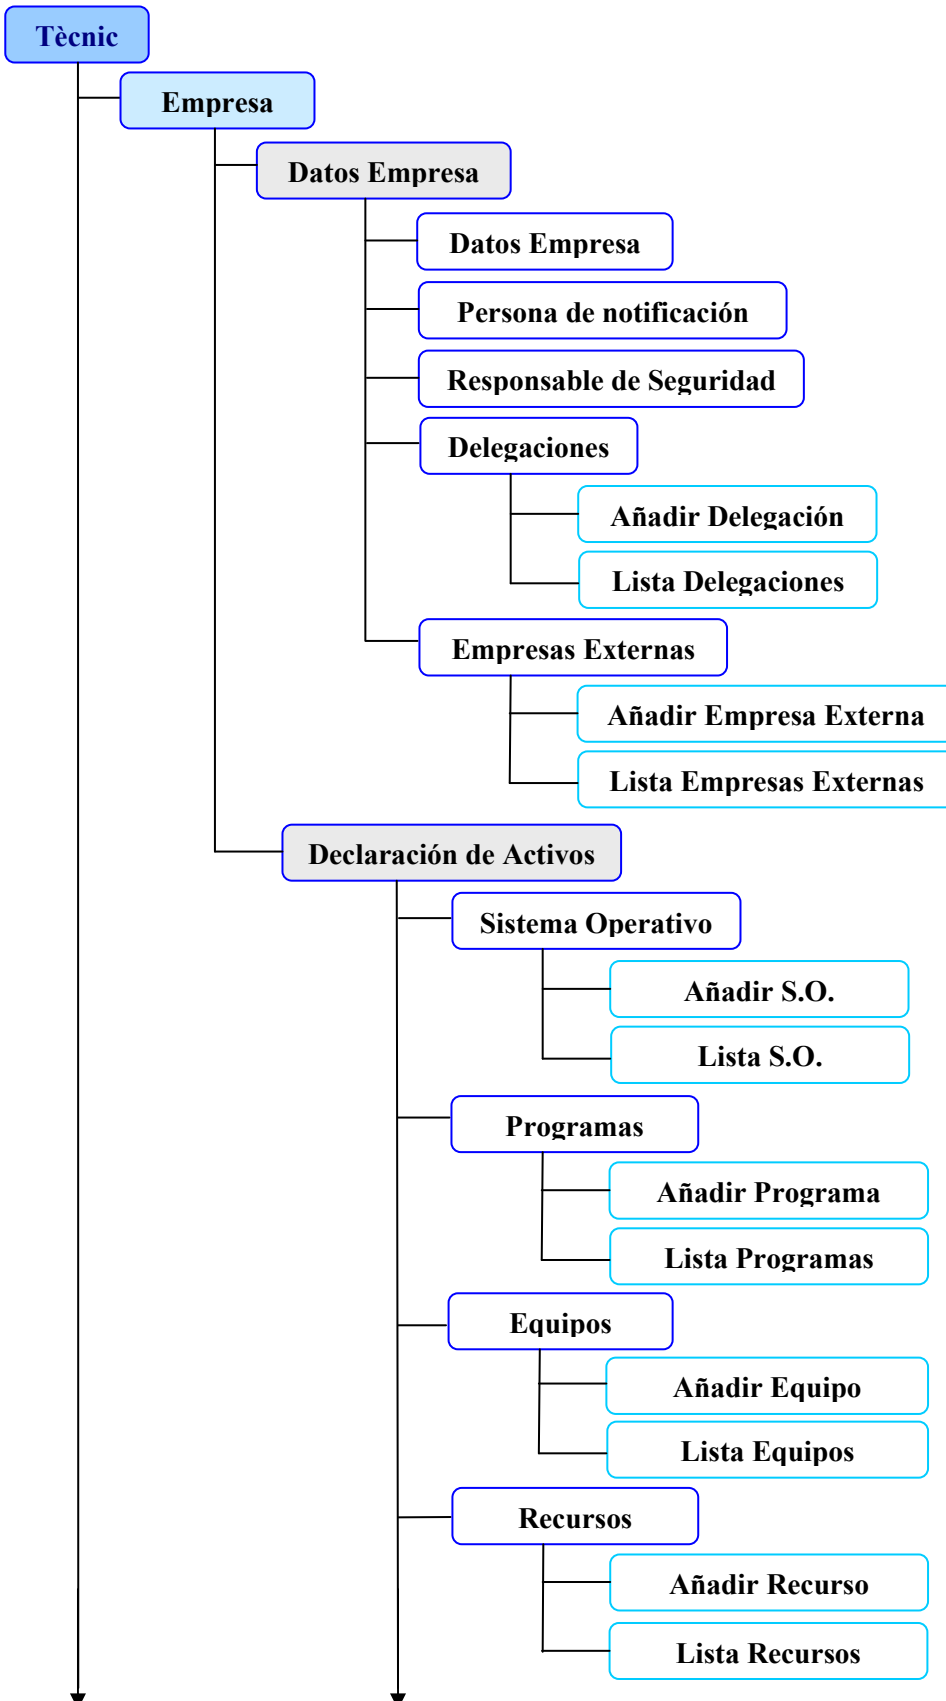 Tècnic
Empresa
Datos Empresa
Datos Empresa
Persona de notificación
Responsable de Seguridad
Delegaciones
Añadir Delegación
Lista Delegaciones
Empresas Externas
Añadir Empresa Externa
Lista Empresas Externas
Declaración de Activos
Sistema Operativo
Añadir S.O.
Lista S.O.
Programas
Añadir Programa
Lista Programas
Equipos
Añadir Equipo
Lista Equipos
Recursos
Añadir Recurso
Lista Recursos